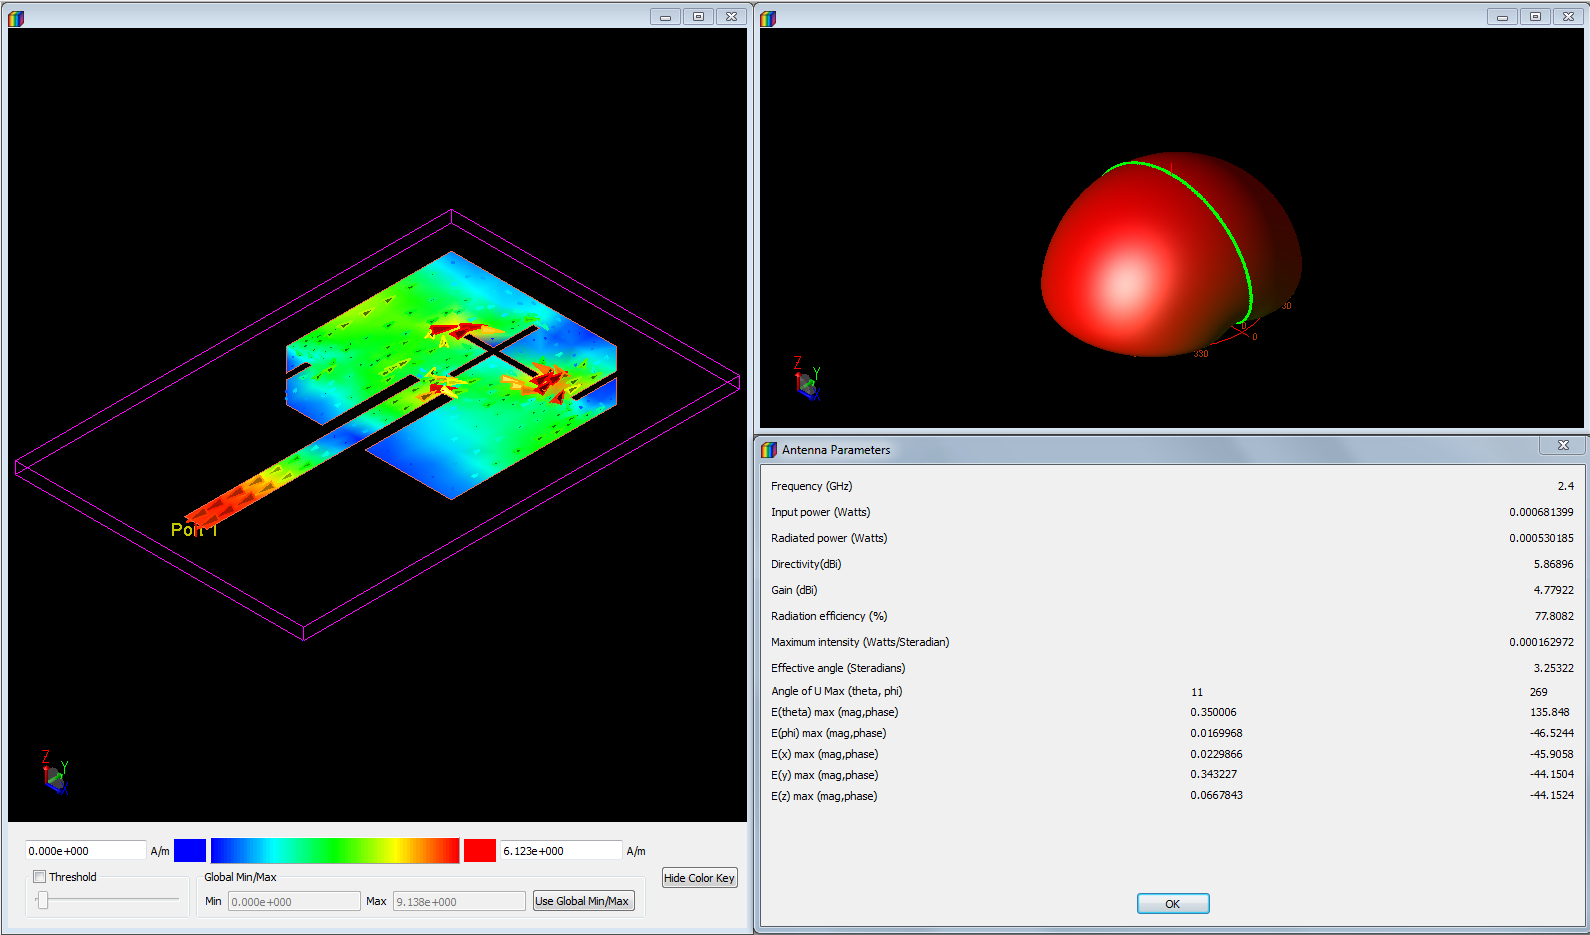 Port 1
Z
Y
X
0.000e+000 A/m 6.123e+000 A/m
Threshold
Global Min/Max
Min 0.000e+000 Max 9.138e+000 Use Global Min/Max
Hide Color Key
30
0
0
330
Z
Y
X
Antenna Parameters
Frequency (GHz) 2.4
Input power (Watts) 0.000681399
Radiated power (Watts) 0.000530185
Directivity(dBi) 5.86896
Gain (dBi) 4.77922
Radiation efficiency (%) 77.8082
Maximum intensity (Watts/Steradian) 0.000162972
Effective angle (Steradians) 3.25322
Angle of U Max (theta, phi) 11 269
E(theta) max (mag,phase) 0.350006 135.848
E(phi) max (mag,phase) 0.0169968 -46.5244
E(x) max (mag,phase) 0.0229866 -45.9058
E(y) max (mag,phase) 0.343227 -44.1504
E(z) max (mag,phase) 0.0667843 -44.1524
OK